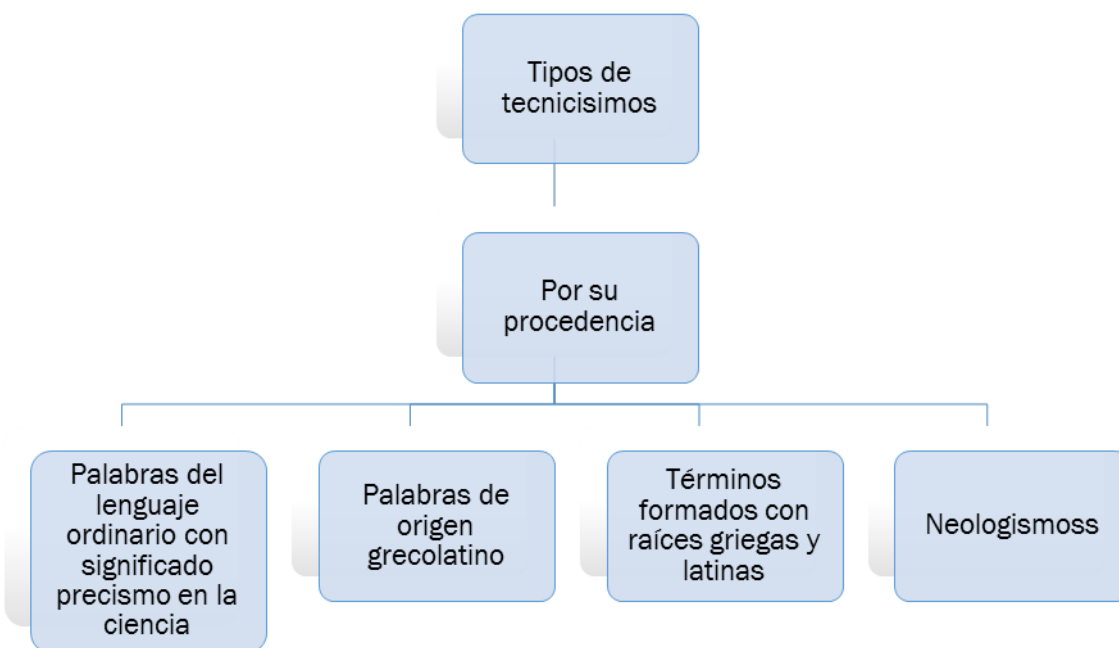 Tipos de
tecnicisimos
Por su
procedencia
Palabras del
lenguaje
ordinario con
significado
precismo en la
ciencia
Palabras de
origen
grecolatino
Términos
formados con
raíces griegas y
latinas
Neologismoss